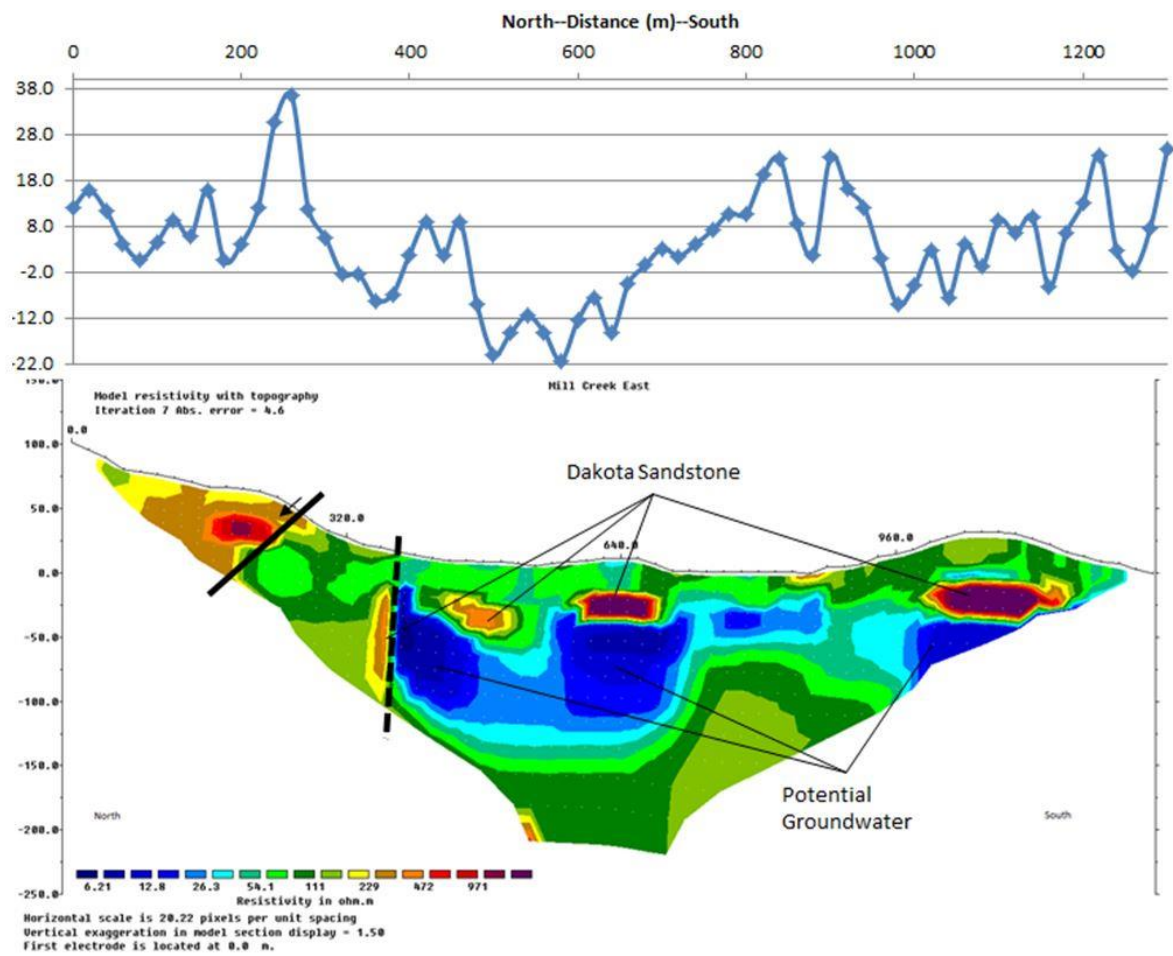 North--Distance (m)--South
0 200 400 600 800 1000 1200
38.0
28.0
18.0
8.0
-2.0
-12.0
-22.0
Mill Creek East
Model resistivity with topography
Iteration 7 Abs. error = 4.6
0.0
100.0
50.0
0.0
-50.0
-100.0
-150.0
-200.0
-250.0
320.0
640.0
960.0
Dakota Sandstone
Potential
Groundwater
North
South
6.21 12.8 26.3 54.1 111 229 472 971
Resistivity in ohm.m
Horizontal scale is 20.22 pixels per unit spacing
Vertical exaggeration in model section display = 1.50
First electrode is located at 0.0 m.